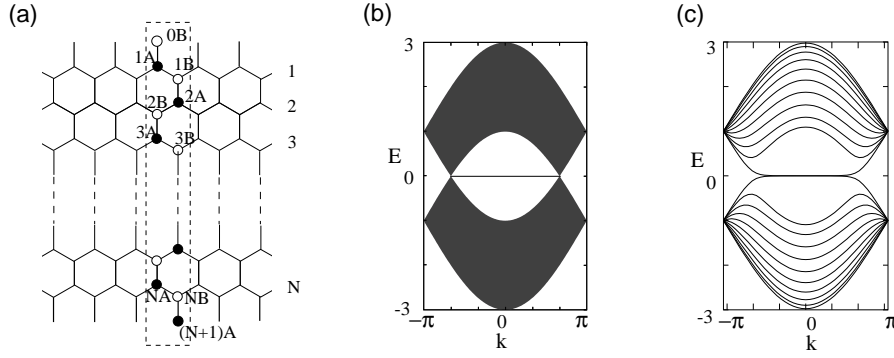 (a)
0B
1A
1B
1
2B
2A
2
3A
3B
3
NA
NB
N
(N+1)A
(b)
3
E
0
-3
−π
0
π
k
(c)
3
E
0
-3
−π
0
π
k